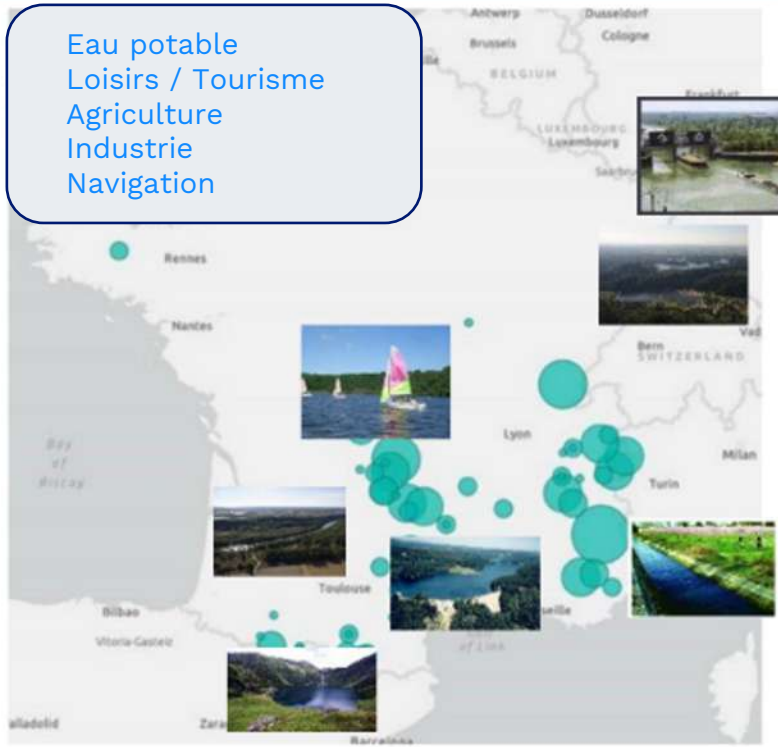 Eau potable
Loisirs / Tourisme
Agriculture
Industrie
Navigation
Antwerp
Dusseldorf
Cologne
Brussels
BELGIUM
Frankfurt
LUXEMBOURG
Luxembourg
Rennes
Nantes
Bern
SWITZERLAND
Lyon
Milan
Bay
of
Biscay
Turin
Toulouse
Bilbao
Vitoria-Gasteiz
Barcelona